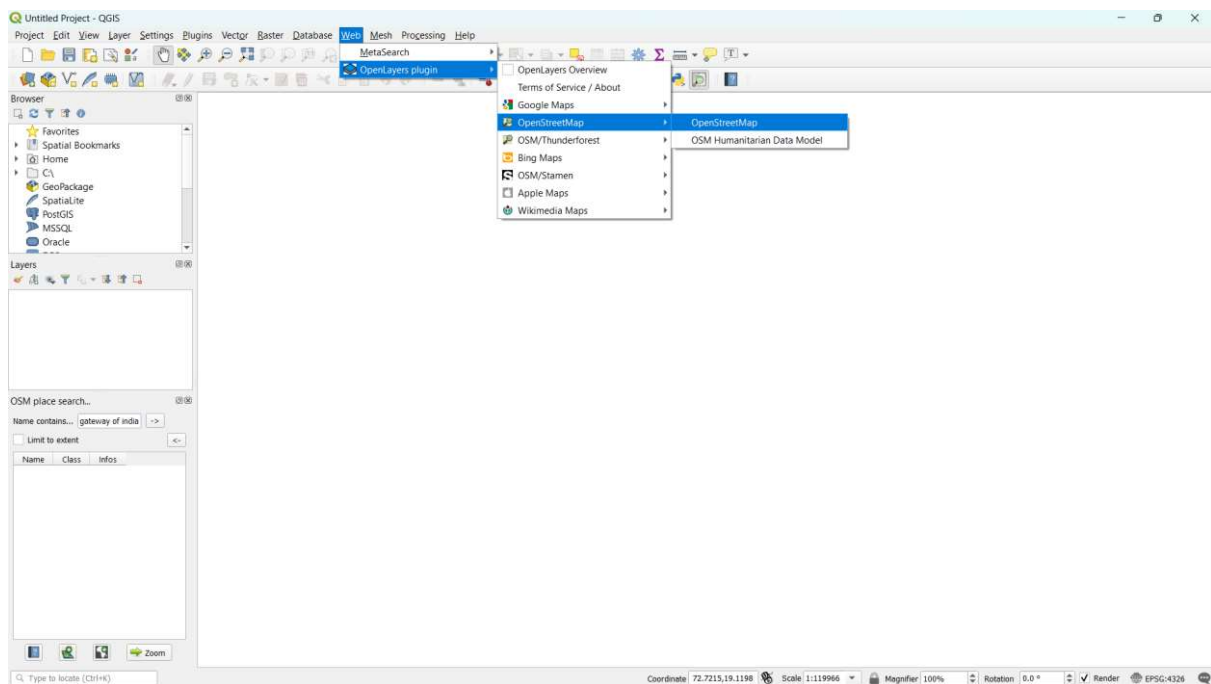 Untitled Project - QGIS
Project Edit View Layer Settings Plugins Vector Raster Database Web Mesh Processing Help
MetaSearch
OpenLayers plugin
OpenLayers Overview
Terms of Service / About
Google Maps
OpenStreetMap
OSM/Thunderforest
Bing Maps
OSM/Stamen
Apple Maps
Wikimedia Maps
OpenStreetMap
OSM Humanitarian Data Model
Browser
Favorites
Spatial Bookmarks
Home
C:\
GeoPackage
SpatiaLite
PostGIS
MSSQL
Oracle
Layers
OSM place search...
Name contains... gateway of india ->
Limit to extent <-
Name Class Infos
Zoom
Type to locate (Ctrl+K) Coordinate 72.7215,19.1198 Scale 1:119966 Magnifier 100% Rotation 0.0 ° Render EPSG:4326